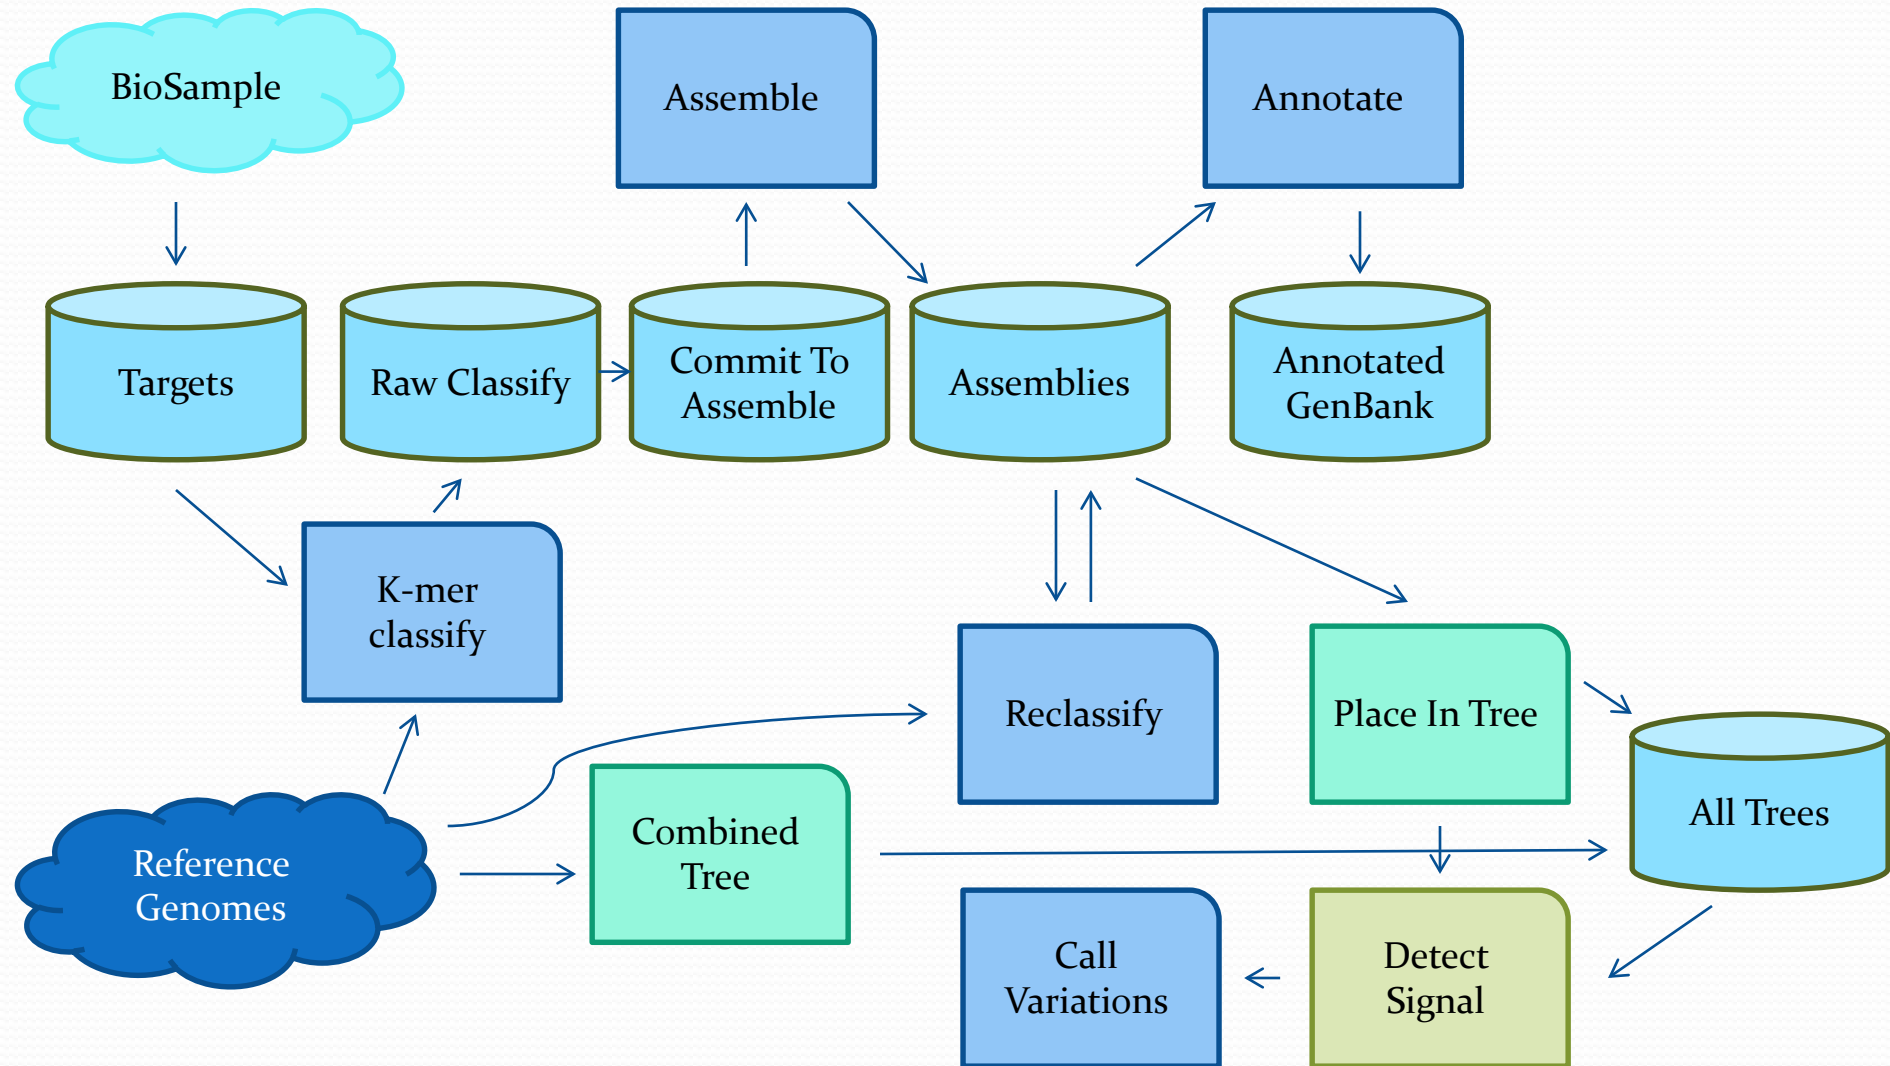 BioSample
Assemble
Annotate
Targets
Raw Classify
Commit To
Assemble
Assemblies
Annotated
GenBank
K-mer
classify
Reclassify
Place In Tree
Combined
Tree
All Trees
Reference
Genomes
Call
Variations
Detect
Signal